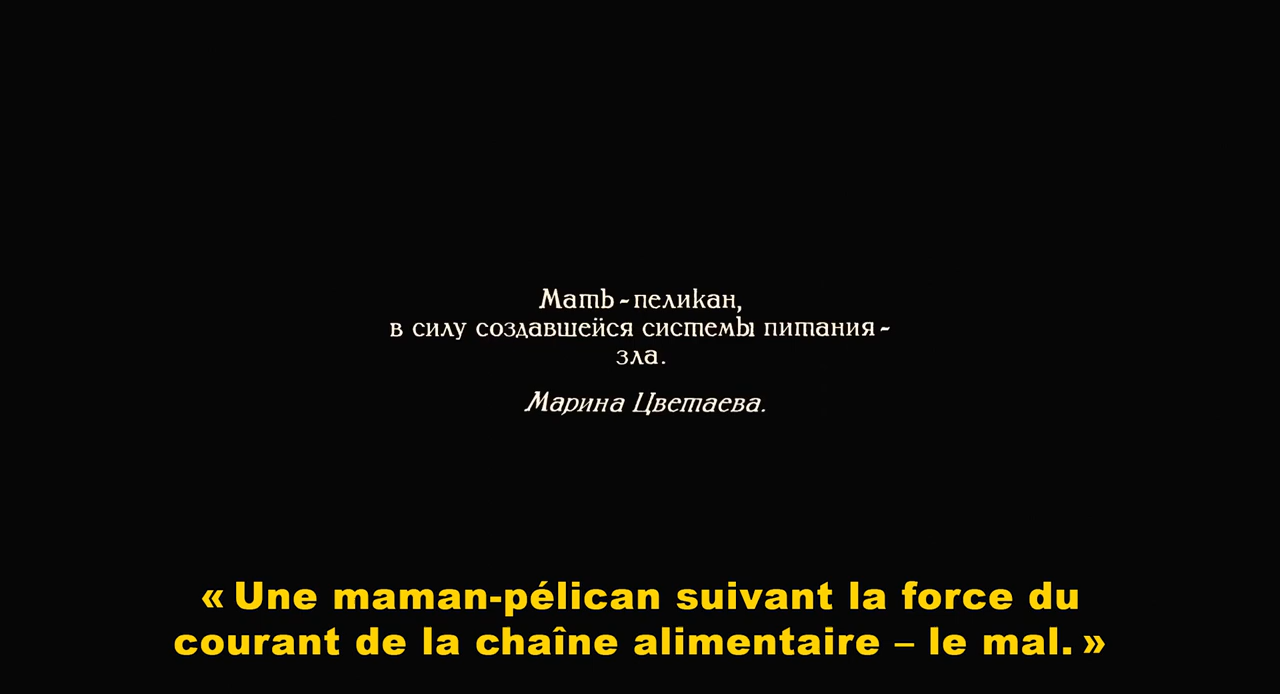 Мать - пеликан,
в силу создавшейся системы питания -
зла.
Марина Цветаева.
« Une maman-pélican suivant la force du
courant de la chaîne alimentaire – le mal. »